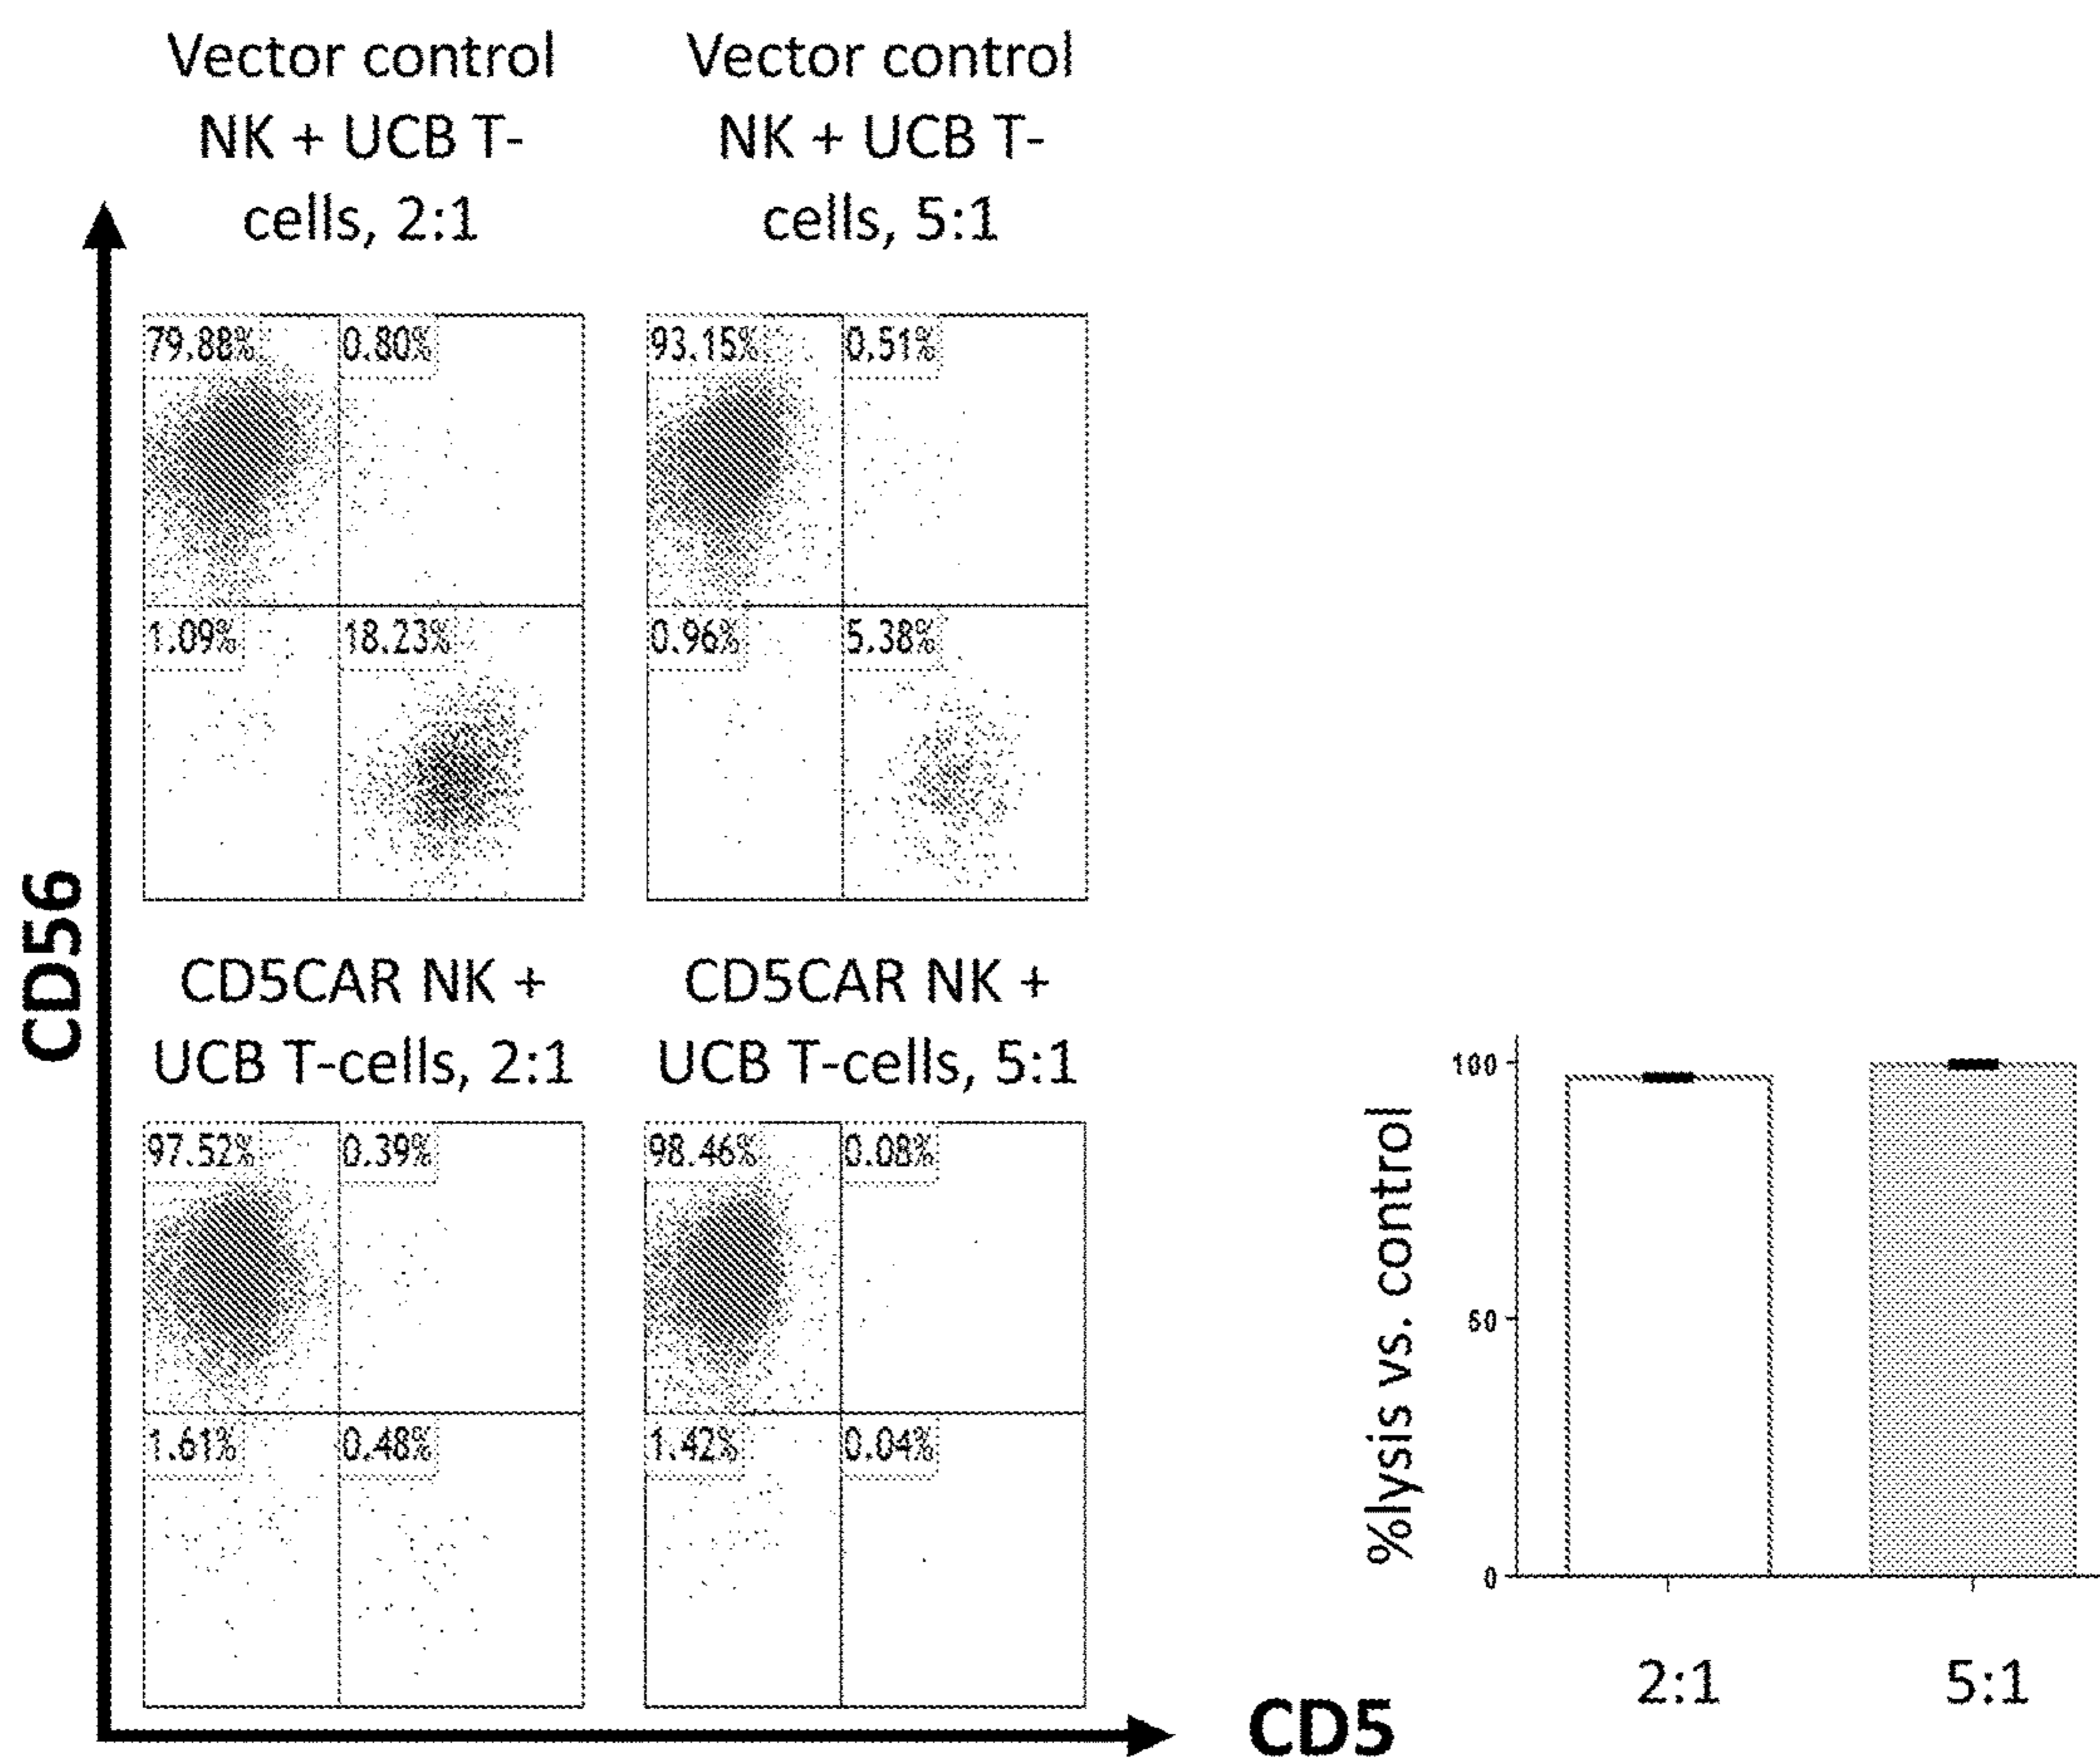 Vector control
NK + UCB T-
cells, 2:1
Vector control
NK + UCB T-
cells, 5:1
79.88%
0.80%
93.15%
0.51%
1.09%
18.23%
0.96%
5.38%
CD56
CD5CAR NK +
UCB T-cells, 2:1
CD5CAR NK +
UCB T-cells, 5:1
97.52%
0.39%
98.46%
0.08%
1.61%
0.48%
1.42%
0.04%
CD5
%lysis vs. control
100
50
0
2:1
5:1